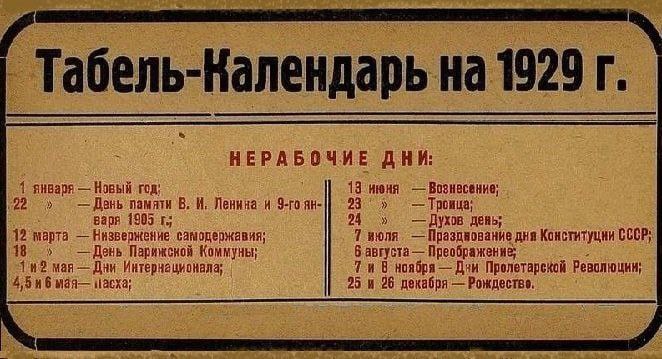 Табель-Календарь на 1929 г.
НЕРАБОЧИЕ ДНИ:
1 января — Новый год;
22 » — День памяти В. И. Ленина и 9-го ян-
варя 1905 г.;
12 марта — Низвержение самодержавия;
18 » — День Парижской Коммуны;
1 и 2 мая — Дни Интернационала;
4, 5 и 6 мая — Пасха;
13 июня — Вознесение;
23 » — Троица;
24 » — Духов день;
7 июля — Празднование дня Конституции СССР;
6 августа — Преображение;
7 и 8 ноября — Дни Пролетарской Революции;
25 и 26 декабря — Рождество.